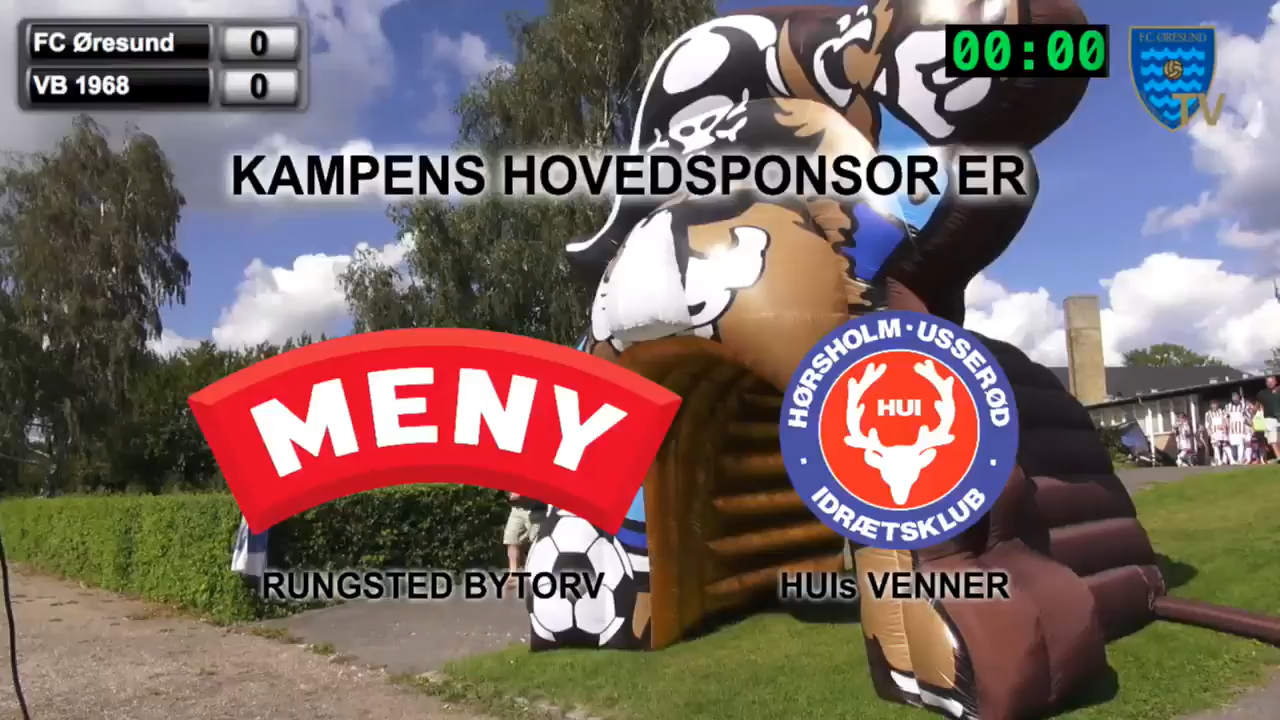 FC Øresund 0
VB 1968 0
00:00
F.C. ØRESUND
TV
KAMPENS HOVEDSPONSOR ER
MENY
HØRSHOLM · USSERØD
HUI
IDRÆTSKLUB
RUNGSTED BYTORV
HUIs VENNER